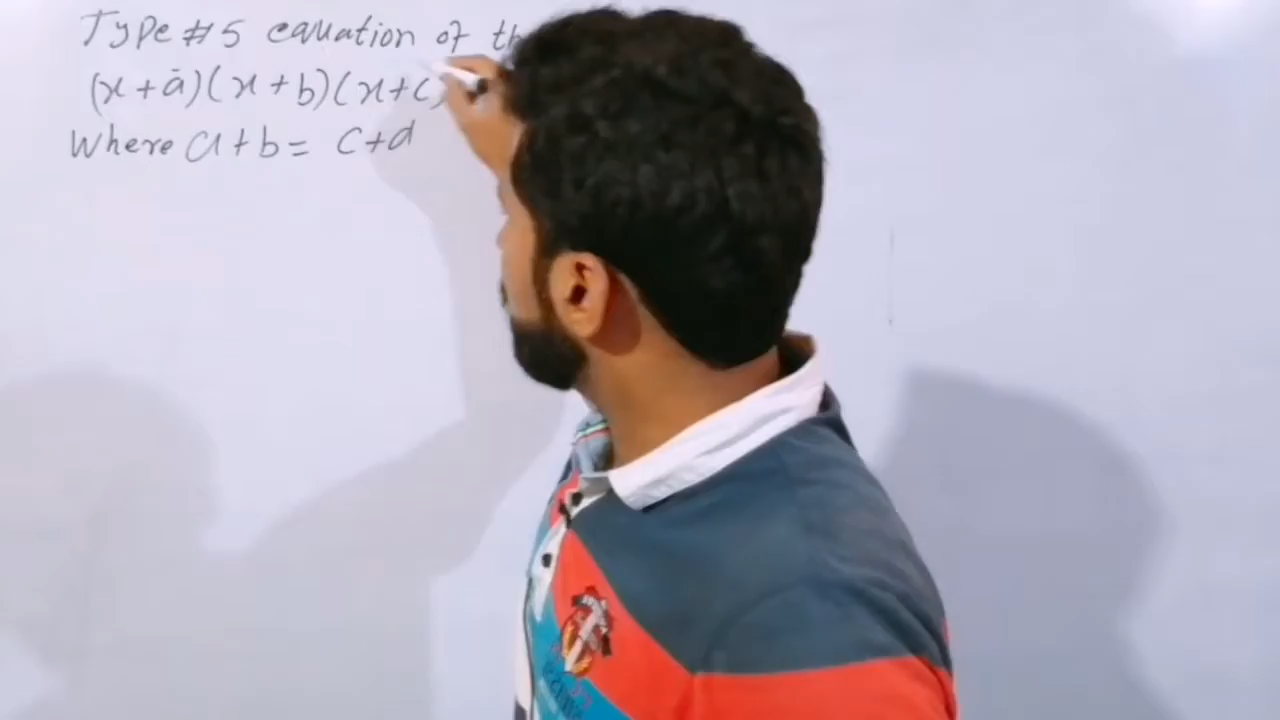 Type # 5 equation of th
(x+a)(x+b)(x+c)
Where a+b= c+d